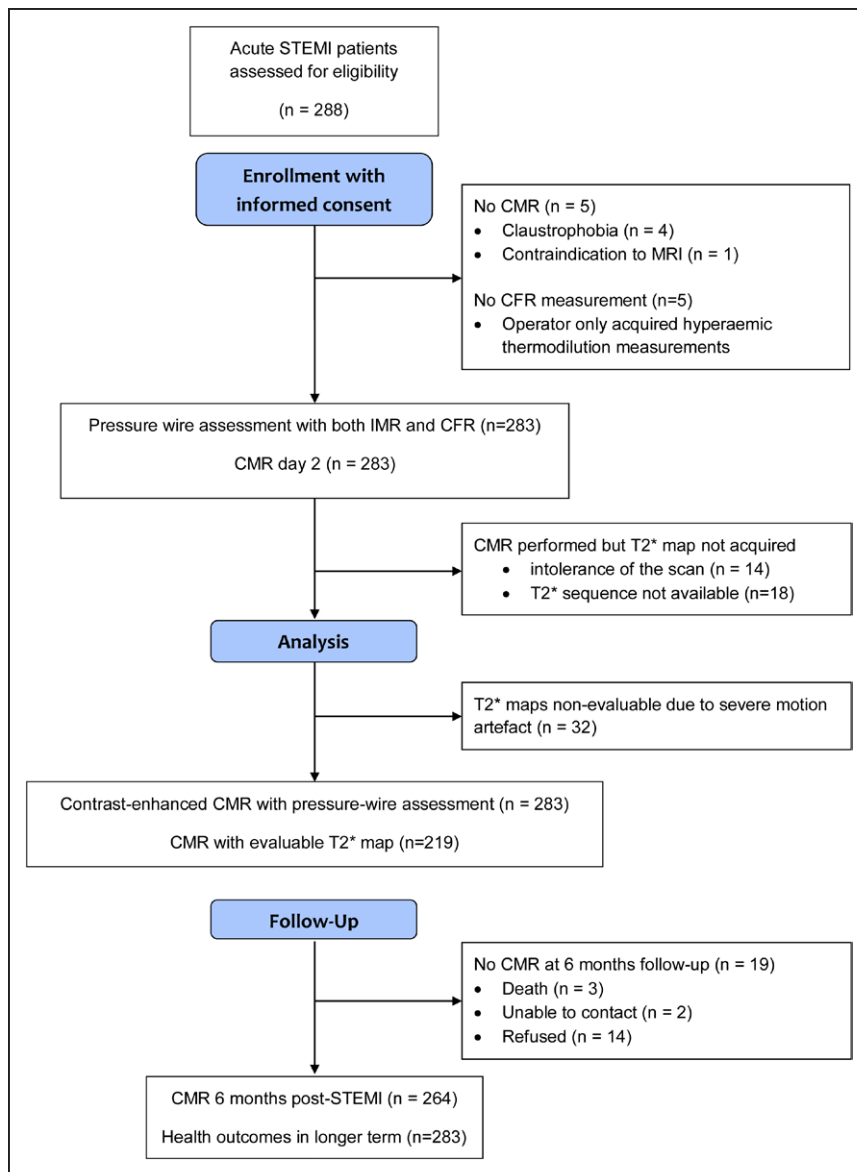 Acute STEMI patients
assessed for eligibility
(n = 288)
Enrollment with
informed consent
No CMR (n = 5)
• Claustrophobia (n = 4)
• Contraindication to MRI (n = 1)
No CFR measurement (n=5)
• Operator only acquired hyperaemic
thermodilution measurements
Pressure wire assessment with both IMR and CFR (n=283)
CMR day 2 (n = 283)
CMR performed but T2* map not acquired
• intolerance of the scan (n = 14)
• T2* sequence not available (n=18)
Analysis
T2* maps non-evaluable due to severe motion
artefact (n = 32)
Contrast-enhanced CMR with pressure-wire assessment (n = 283)
CMR with evaluable T2* map (n=219)
Follow-Up
No CMR at 6 months follow-up (n = 19)
• Death (n = 3)
• Unable to contact (n = 2)
• Refused (n = 14)
CMR 6 months post-STEMI (n = 264)
Health outcomes in longer term (n=283)